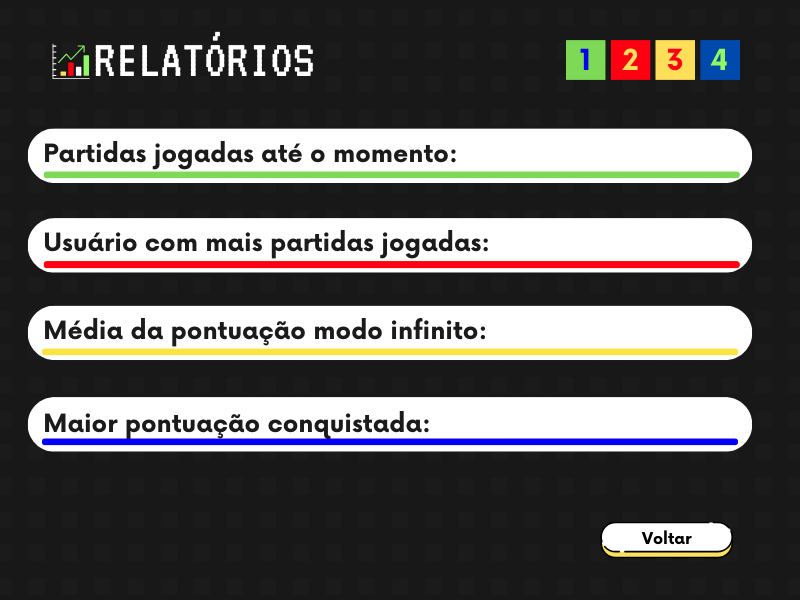 RELATÓRIOS
1 2 3 4
Partidas jogadas até o momento:
Usuário com mais partidas jogadas:
Média da pontuação modo infinito:
Maior pontuação conquistada:
Voltar